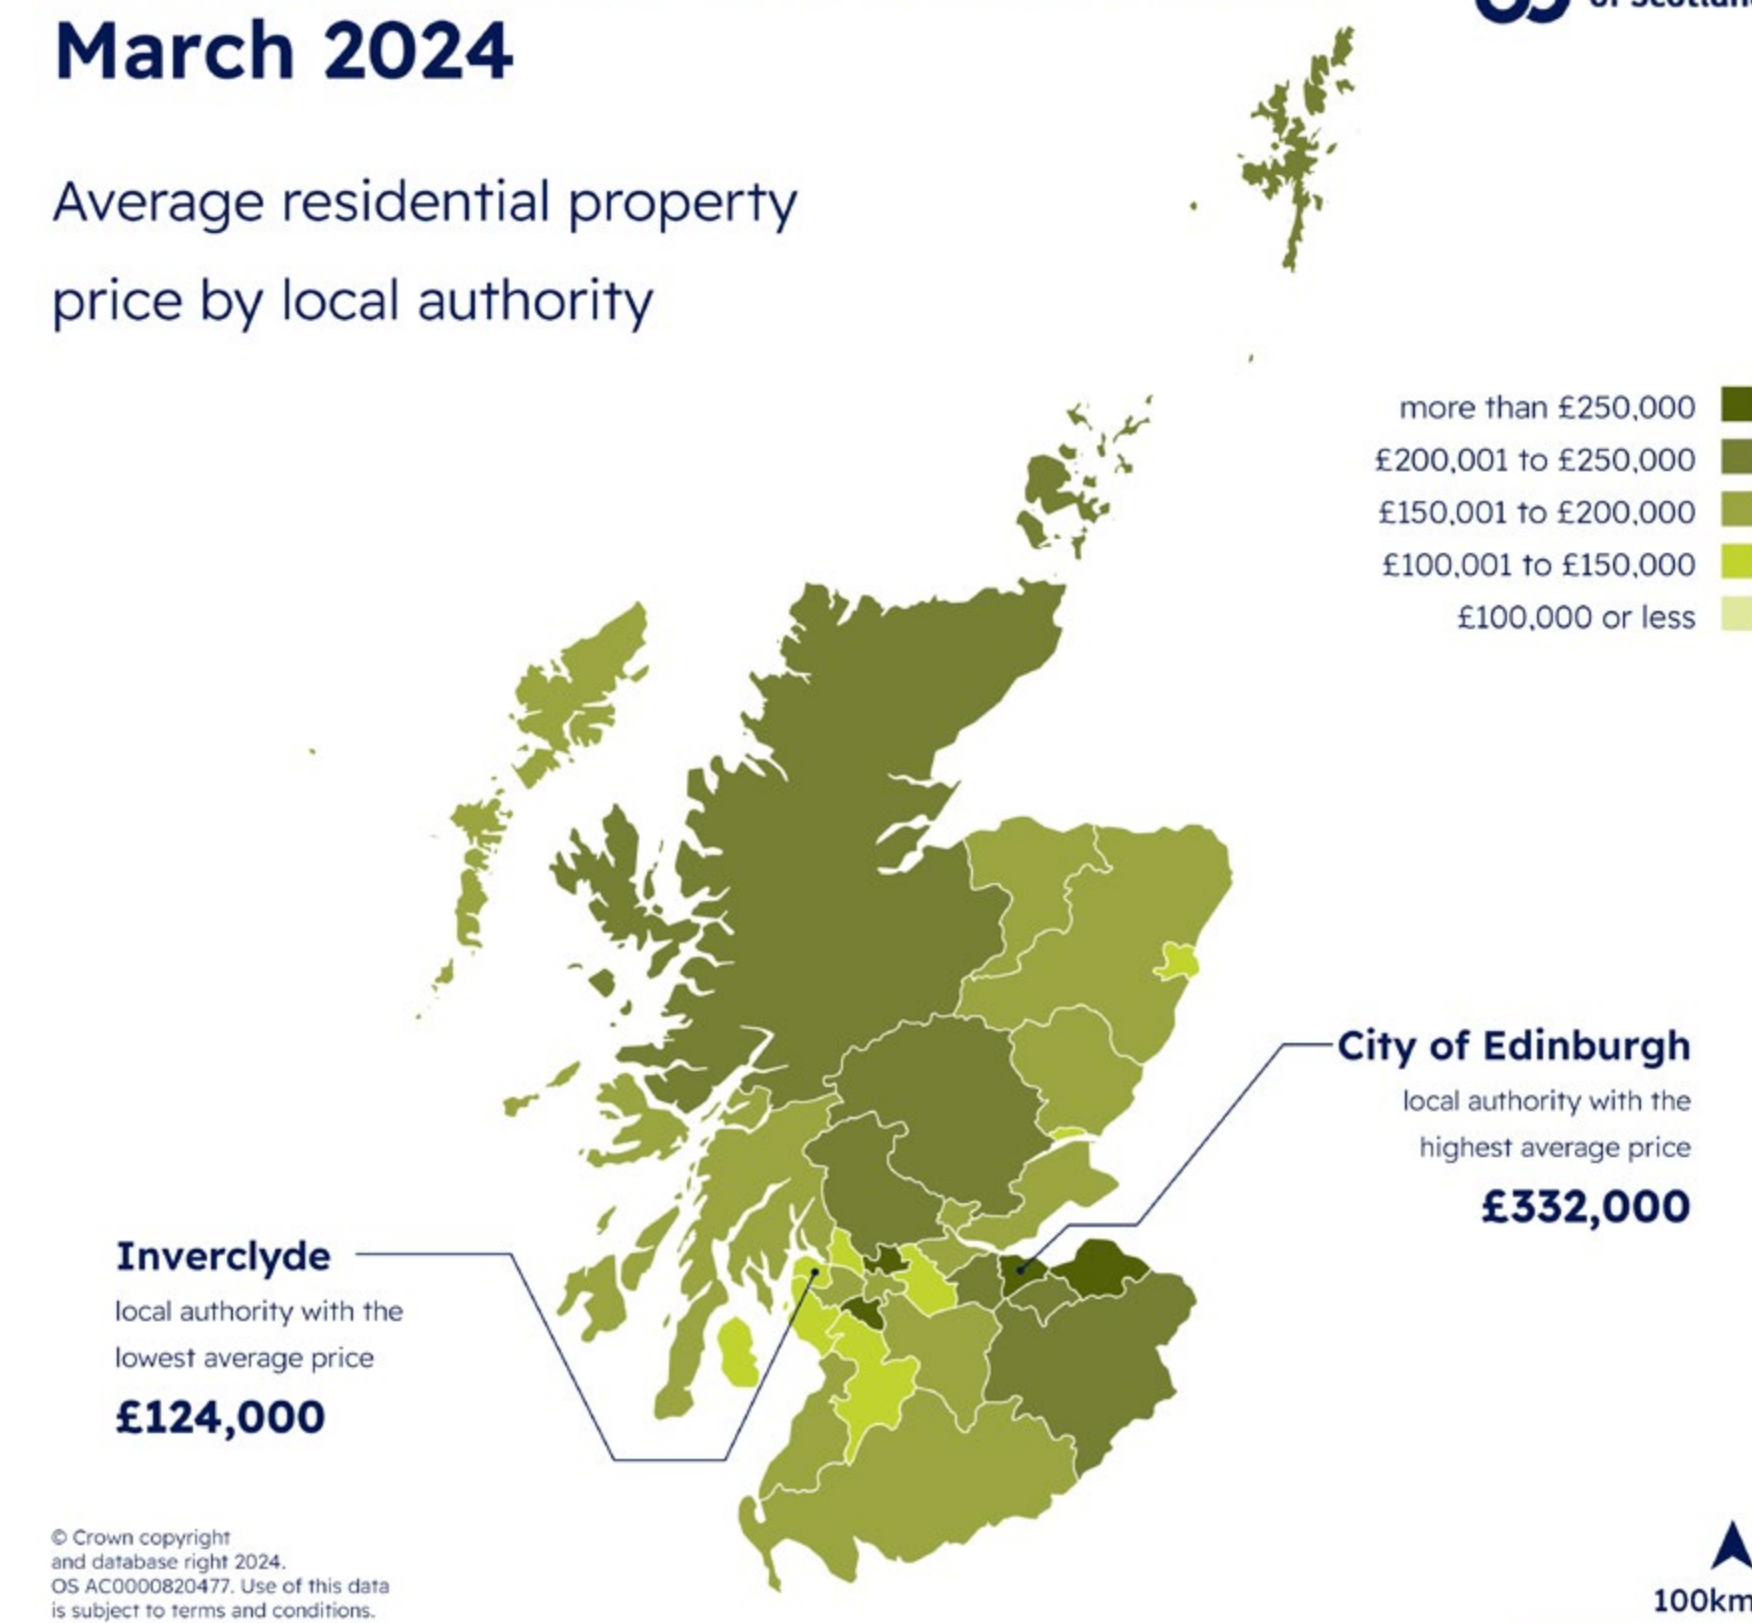 of Scotland
March 2024
Average residential property
price by local authority
more than £250,000
£200,001 to £250,000
£150,001 to £200,000
£100,001 to £150,000
£100,000 or less
City of Edinburgh
local authority with the
highest average price
£332,000
Inverclyde
local authority with the
lowest average price
£124,000
© Crown copyright
and database right 2024.
OS AC0000820477. Use of this data
is subject to terms and conditions.
100km